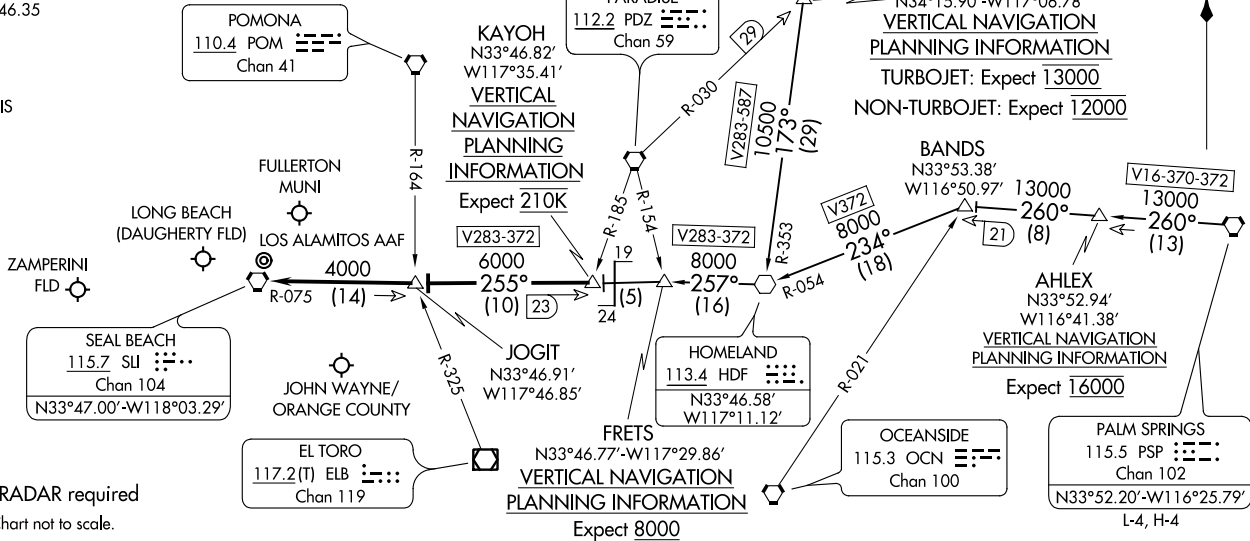 46.35
IS
POMONA
110.4 POM
Chan 41
112.2 PDZ
Chan 59
KAYOH
N33°46.82'
W117°35.41'
VERTICAL
NAVIGATION
PLANNING
INFORMATION
Expect 210K
VERTICAL NAVIGATION
PLANNING INFORMATION
TURBOJET: Expect 13000
NON-TURBOJET: Expect 12000
29
R-030
V283-587
10500
173°
(29)
R-353
R-164
R-185
R-154
BANDS
N33°53.38'
W116°50.97'
13000
260°
(8)
21
V16-370-372
13000
260°
(13)
V372
8000
234°
(18)
R-054
FULLERTON
MUNI
LONG BEACH
(DAUGHERTY FLD)
LOS ALAMITOS AAF
ZAMPERINI
FLD
4000
(14)
R-075
V283-372
6000
255°
(10)
23
19
(5)
24
V283-372
8000
257°
(16)
AHLEX
N33°52.94'
W116°41.38'
VERTICAL NAVIGATION
PLANNING INFORMATION
Expect 16000
SEAL BEACH
115.7 SLI
Chan 104
N33°47.00'-W118°03.29'
JOHN WAYNE/
ORANGE COUNTY
JOGIT
N33°46.91'
W117°46.85'
R-325
HOMELAND
113.4 HDF
N33°46.58'
W117°11.12'
R-021
EL TORO
117.2(T) ELB
Chan 119
FRETS
N33°46.77'-W117°29.86'
VERTICAL NAVIGATION
PLANNING INFORMATION
Expect 8000
OCEANSIDE
115.3 OCN
Chan 100
PALM SPRINGS
115.5 PSP
Chan 102
N33°52.20'-W116°25.79'
L-4, H-4
RADAR required
Chart not to scale.